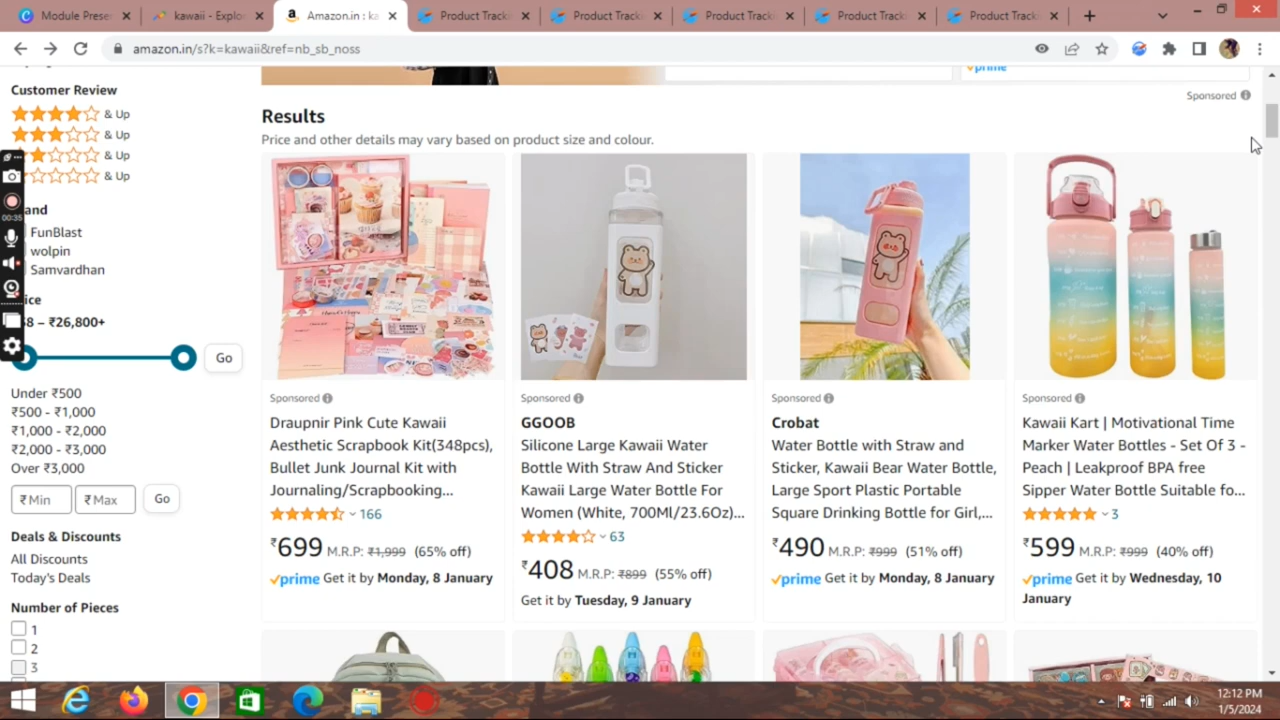 Module Presen
kawaii - Explor
Amazon.in : ka
Product Track
Product Track
Product Track
Product Track
Product Track
amazon.in/s?k=kawaii&ref=nb_sb_noss
prime
Sponsored
Customer Review
& Up
& Up
& Up
& Up
00:35
and
FunBlast
wolpin
Samvardhan
ice
8 – ₹26,800+
Go
Under ₹500
₹500 - ₹1,000
₹1,000 - ₹2,000
₹2,000 - ₹3,000
Over ₹3,000
₹ Min
₹ Max
Go
Deals & Discounts
All Discounts
Today's Deals
Number of Pieces
1
2
3
Results
Price and other details may vary based on product size and colour.
Sponsored
Draupnir Pink Cute Kawaii
Aesthetic Scrapbook Kit(348pcs),
Bullet Junk Journal Kit with
Journaling/Scrapbooking...
166
₹699 M.R.P: ₹1,999 (65% off)
prime Get it by Monday, 8 January
Sponsored
GGOOB
Silicone Large Kawaii Water
Bottle With Straw And Sticker
Kawaii Large Water Bottle For
Women (White, 700Ml/23.6Oz)...
63
₹408 M.R.P: ₹899 (55% off)
Get it by Tuesday, 9 January
Sponsored
Crobat
Water Bottle with Straw and
Sticker, Kawaii Bear Water Bottle,
Large Sport Plastic Portable
Square Drinking Bottle for Girl,...
₹490 M.R.P: ₹999 (51% off)
prime Get it by Monday, 8 January
Sponsored
Kawaii Kart | Motivational Time
Marker Water Bottles - Set Of 3 -
Peach | Leakproof BPA free
Sipper Water Bottle Suitable fo...
3
₹599 M.R.P: ₹999 (40% off)
prime Get it by Wednesday, 10
January
12:12 PM
1/5/2024